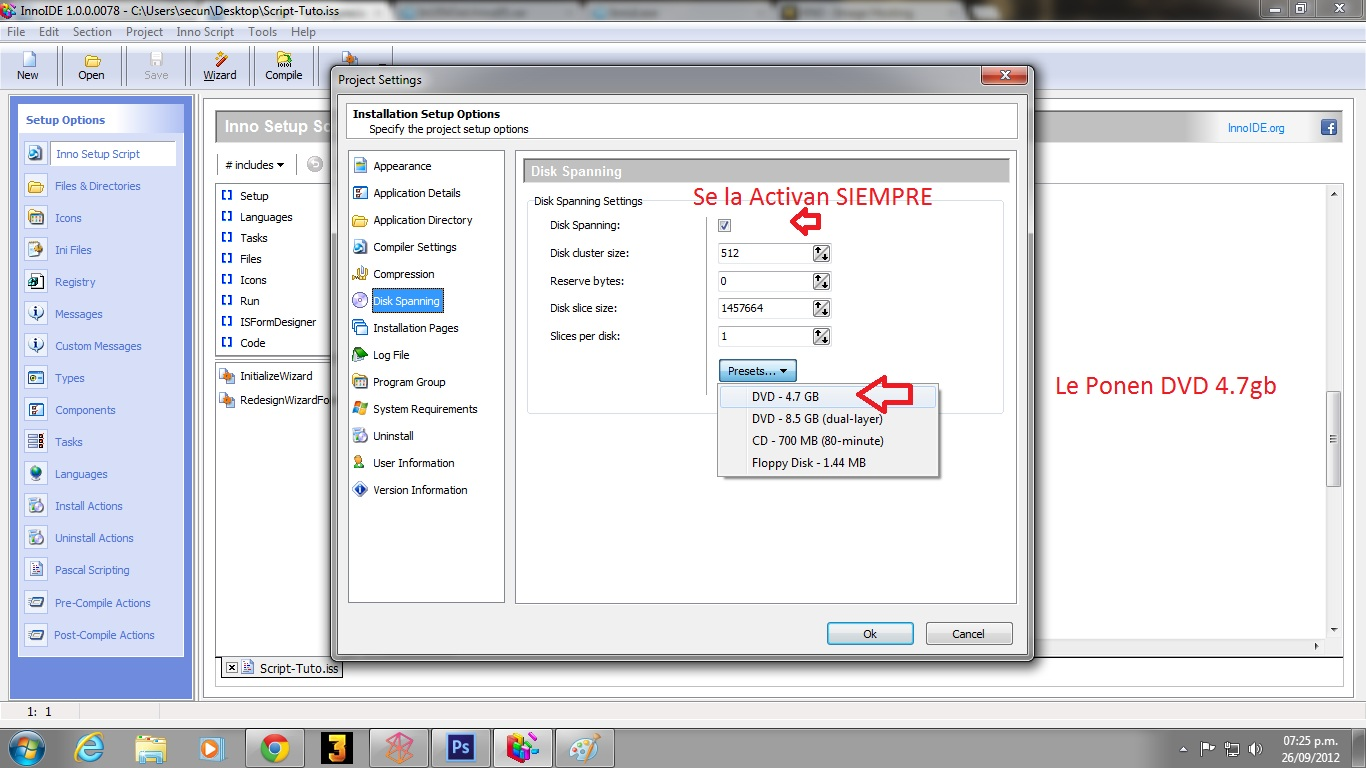 InnoIDE 1.0.0.0078 - C:\Users\secun\Desktop\Script-Tuto.iss
File Edit Section Project Inno Script Tools Help
New Open Save Wizard Compile
Project Settings
Installation Setup Options
Specify the project setup options
Setup Options
Inno Setup Script
Files & Directories
Icons
Ini Files
Registry
Messages
Custom Messages
Types
Components
Tasks
Languages
Install Actions
Uninstall Actions
Pascal Scripting
Pre-Compile Actions
Post-Compile Actions
Inno Setup Sc
InnoIDE.org
# includes
Setup
Languages
Tasks
Files
Icons
Run
ISFormDesigner
Code
InitializeWizard
RedesignWizardFo
Appearance
Application Details
Application Directory
Compiler Settings
Compression
Disk Spanning
Installation Pages
Log File
Program Group
System Requirements
Uninstall
User Information
Version Information
Disk Spanning
Se la Activan SIEMPRE
Disk Spanning Settings
Disk Spanning:
Disk cluster size: 512
Reserve bytes: 0
Disk slice size: 1457664
Slices per disk: 1
Presets...
DVD - 4.7 GB
DVD - 8.5 GB (dual-layer)
CD - 700 MB (80-minute)
Floppy Disk - 1.44 MB
Le Ponen DVD 4.7gb
Ok Cancel
Script-Tuto.iss
1: 1
Ps
07:25 p.m.
26/09/2012